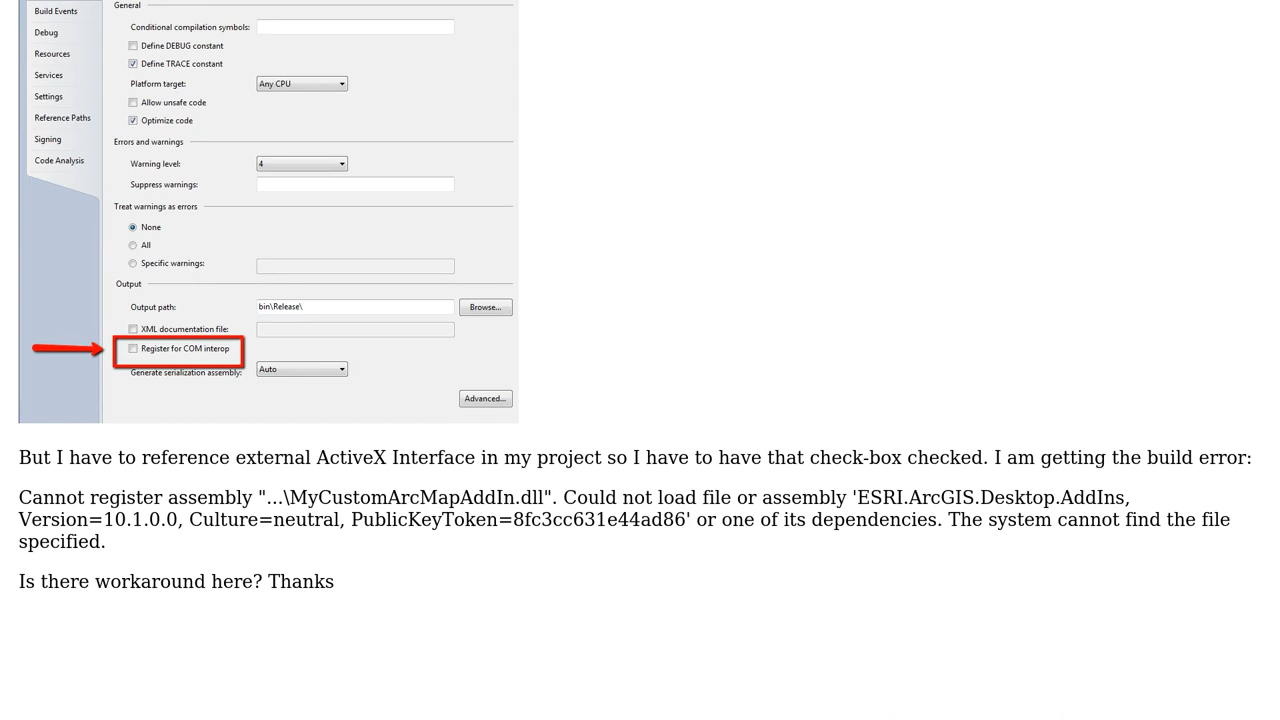 Build Events
Debug
Resources
Services
Settings
Reference Paths
Signing
Code Analysis
General
Conditional compilation symbols:
Define DEBUG constant
Define TRACE constant
Platform target: Any CPU
Allow unsafe code
Optimize code
Errors and warnings
Warning level: 4
Suppress warnings:
Treat warnings as errors
None
All
Specific warnings:
Output
Output path: bin\Release\ Browse...
XML documentation file:
Register for COM interop
Generate serialization assembly: Auto
Advanced...
But I have to reference external ActiveX Interface in my project so I have to have that check-box checked. I am getting the build error:
Cannot register assembly "...\MyCustomArcMapAddIn.dll". Could not load file or assembly 'ESRI.ArcGIS.Desktop.AddIns,
Version=10.1.0.0, Culture=neutral, PublicKeyToken=8fc3cc631e44ad86' or one of its dependencies. The system cannot find the file
specified.
Is there workaround here? Thanks